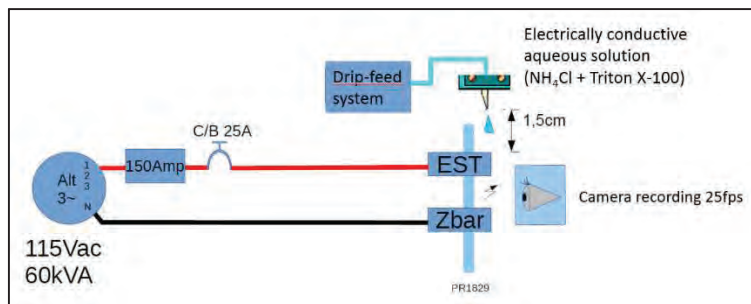 Electrically conductive
aqueous solution
(NH₄Cl + Triton X-100)
Drip-feed
system
1,5cm
C/B 25A
150Amp
EST
1
2
3
N
Alt
3~
Camera recording 25fps
Zbar
115Vac
60kVA
PR1829